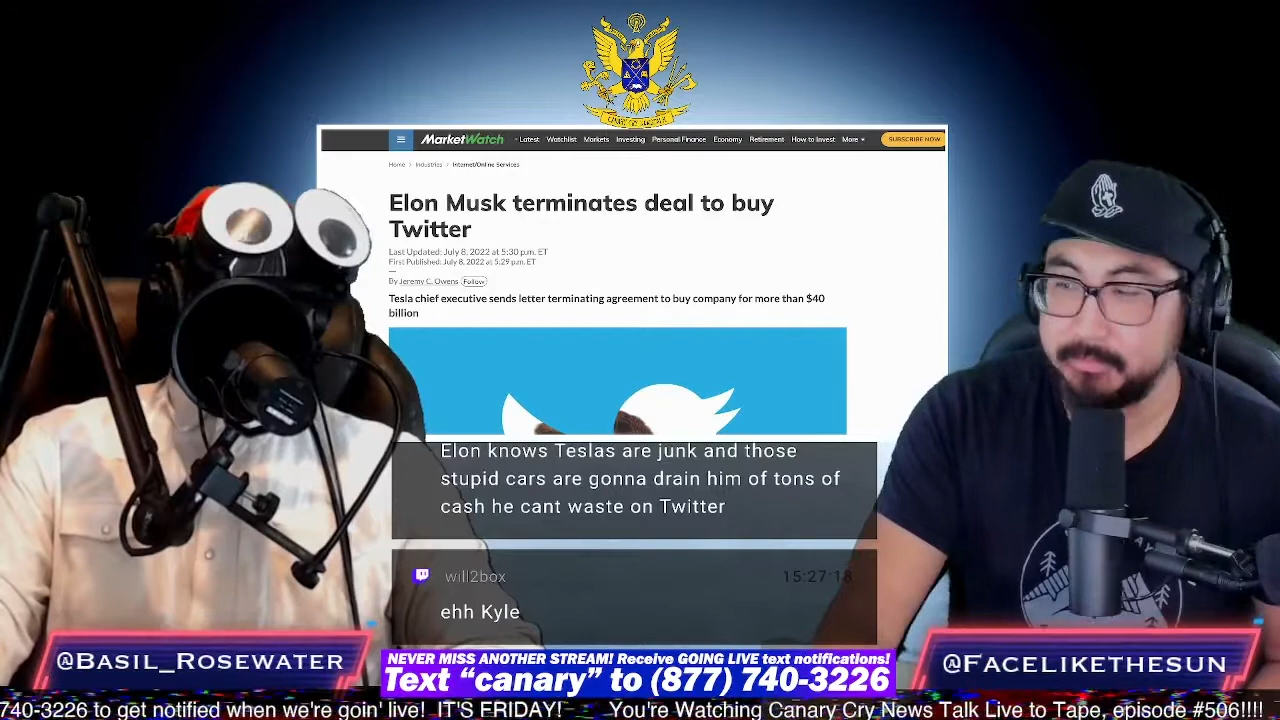 MarketWatch
Latest Watchlist Markets Investing Personal Finance Economy Retirement How to Invest More
SUBSCRIBE NOW
Home > Industries > Internet/Online Services
Elon Musk terminates deal to buy
Twitter
Last Updated: July 8, 2022 at 5:30 p.m. ET
First Published: July 8, 2022 at 5:29 p.m. ET
By Jeremy C. Owens Follow
Tesla chief executive sends letter terminating agreement to buy company for more than $40
billion
Elon knows Teslas are junk and those
stupid cars are gonna drain him of tons of
cash he cant waste on Twitter
will2box 15:27:18
ehh Kyle
@BASIL_ROSEWATER
@FACELIKETHESUN
NEVER MISS ANOTHER STREAM! Receive GOING LIVE text notifications!
Text “canary” to (877) 740-3226
740-3226 to get notified when we're goin' live! IT'S FRIDAY! You're Watching Canary Cry News Talk Live to Tape, episode #506!!!!